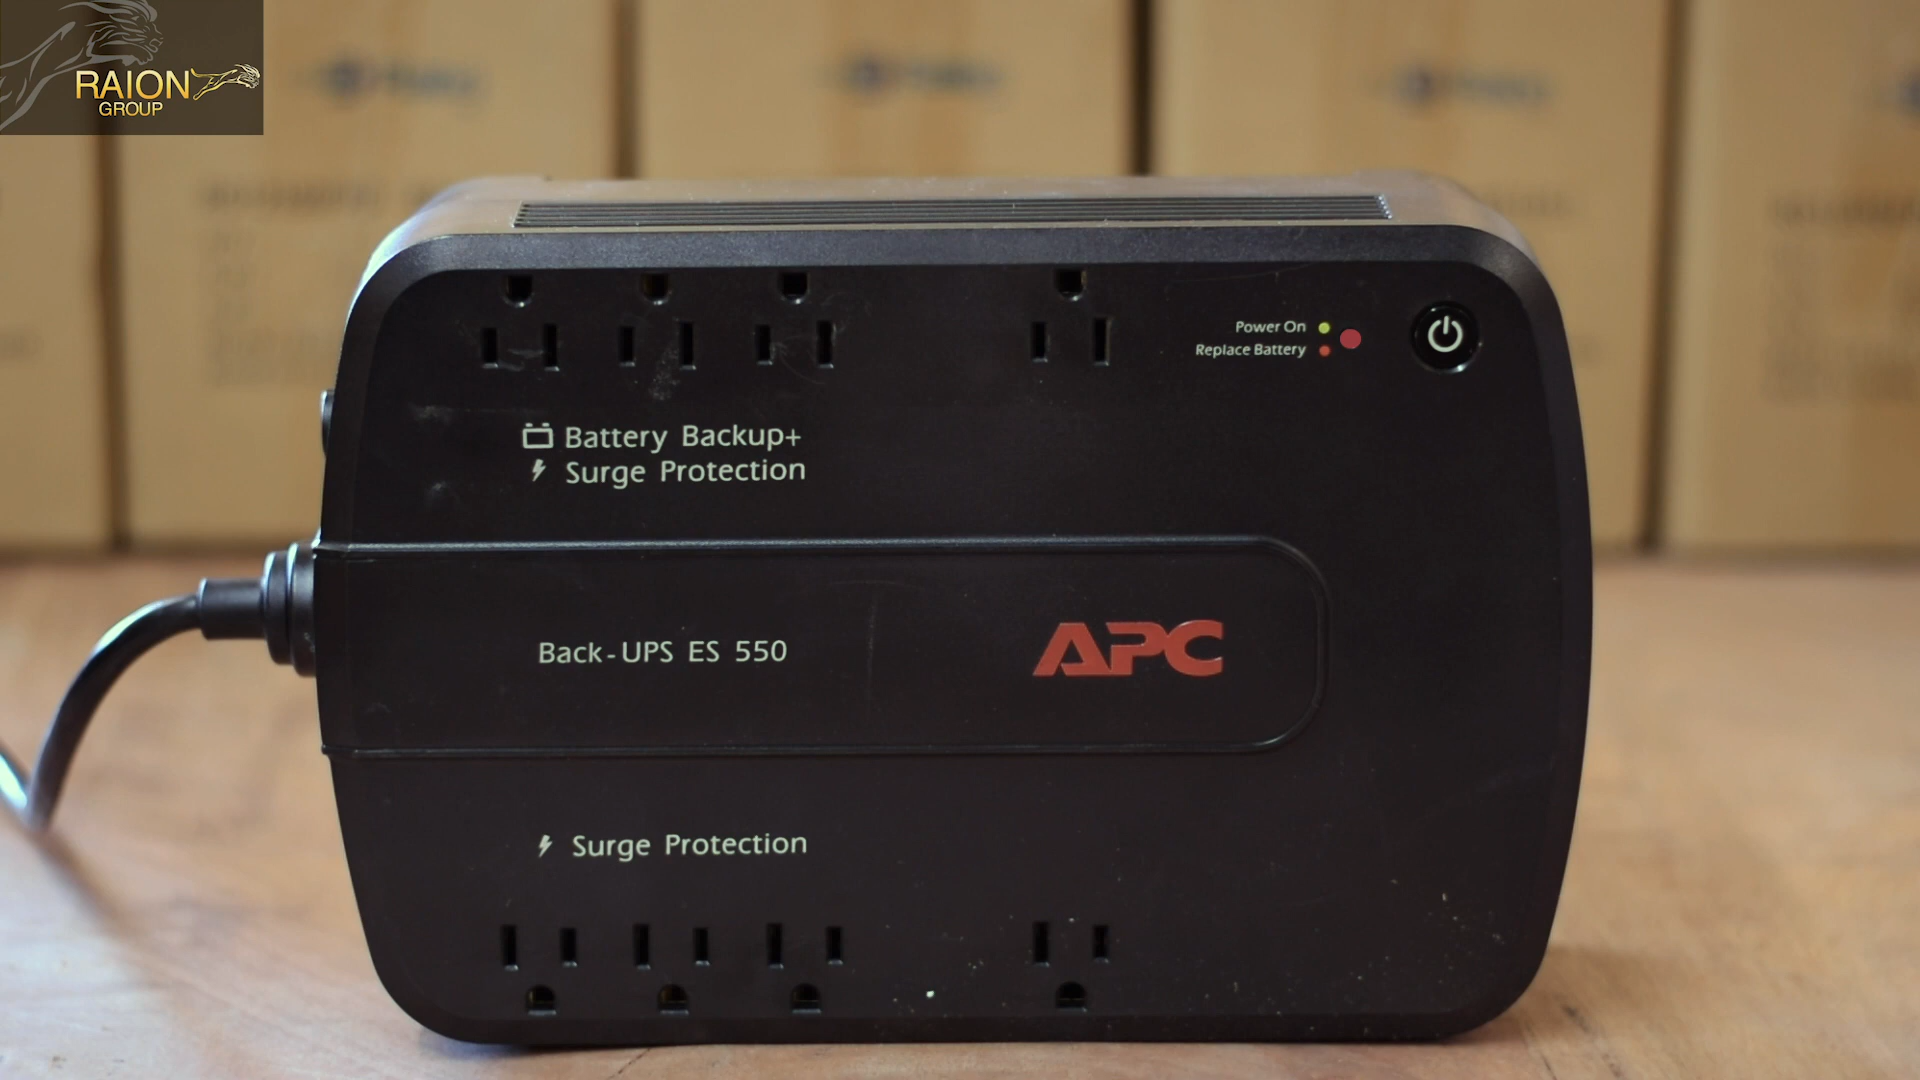 RAION
GROUP
Power On
Replace Battery
Battery Backup+
Surge Protection
Back-UPS ES 550
APC
Surge Protection